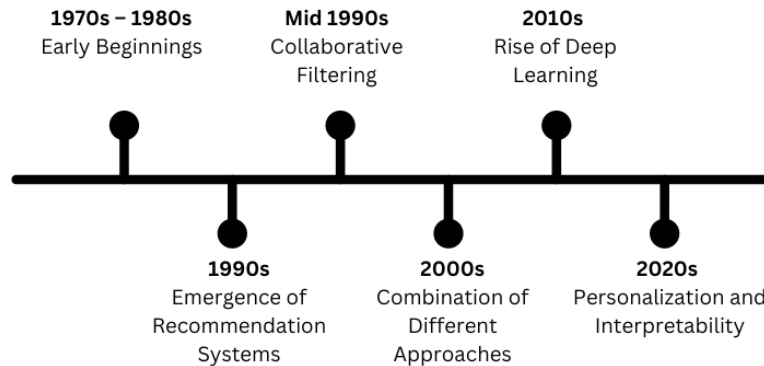 1970s – 1980s
Early Beginnings
Mid 1990s
Collaborative
Filtering
2010s
Rise of Deep
Learning
1990s
Emergence of
Recommendation
Systems
2000s
Combination of
Different
Approaches
2020s
Personalization and
Interpretability